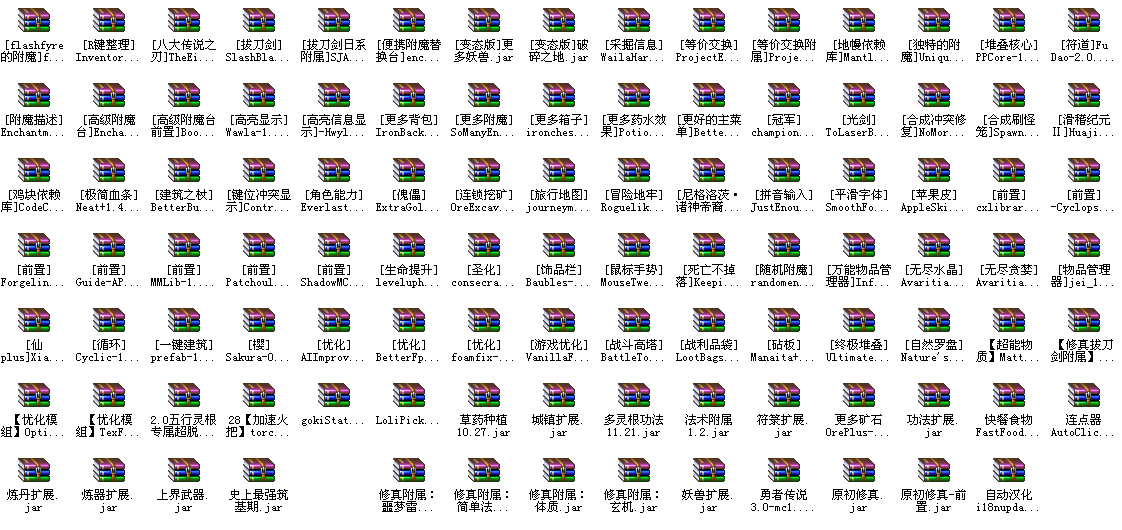 [flashfyre的附魔]f...
[R键整理]Inventor...
[八大传说之刃]TheEi...
[拔刀剑]SlashBla...
[拔刀剑日系附属]SJA...
[便携附魔替换台]enc...
[变态版]更多妖兽.jar
[变态版]破碎之地.jar
[采掘信息]WailaHar...
[等价交换]ProjectE...
[等价交换附属]Proje...
[地幔依赖库]Mantl...
[独特的附魔]Uniqu...
[堆叠核心]PFCore-1...
[符道]FuDao-2.0....
[附魔描述]Enchantm...
[高级附魔台]Encha...
[高级附魔台前置]Boo...
[高亮显示]Wawla-1....
[高亮信息显示]-Hwyl...
[更多背包]IronBack...
[更多附魔]SoManyEn...
[更多箱子]ironches...
[更多药水效果]Potio...
[更好的主菜单]Bette...
[冠军]champion...
[光剑]ToLaserB...
[合成冲突修复]NoMor...
[合成刷怪笼]Spawn...
[滑稽纪元II]Huaji...
[鸡块依赖库]CodeC...
[极简血条]Neat+1.4...
[建筑之杖]BetterBu...
[键位冲突显示]Contr...
[角色能力]Everlast...
[傀儡]ExtraGol...
[连锁挖矿]OreExcav...
[旅行地图]journeym...
[冒险地牢]Roguelik...
[尼格洛茨·诸神帝裔...
[拼音输入]JustEnou...
[平滑字体]SmoothFo...
[苹果皮]AppleSki...
[前置]cxlibrar...
[前置]-Cyclops...
[前置]Forgelin...
[前置]Guide-AP...
[前置]MMLib-1....
[前置]Patchoul...
[前置]ShadowMC...
[生命提升]leveluph...
[圣化]consecra...
[饰品栏]Baubles-...
[鼠标手势]MouseTwe...
[死亡不掉落]Keepi...
[随机附魔]randomen...
[万能物品管理器]Inf...
[无尽水晶]Avaritia...
[无尽贪婪]Avaritia...
[物品管理器]jei_1...
[仙plus]Xia...
[循环]Cyclic-1...
[一键建筑]prefab-1...
[樱]Sakura-0...
[优化]AIImprov...
[优化]BetterFp...
[优化]foamfix-...
[游戏优化]VanillaF...
[战斗高塔]BattleTo...
[战利品袋]LootBags...
[砧板]Manaita+...
[终极堆叠]Ultimate...
[自然罗盘]Nature's...
【超能物质】Matt...
【修真拔刀剑附属】...
【优化模组】Opti...
【优化模组】TexF...
2.0五行灵根专属超脱...
28【加速火把】torc...
gokiStat...
LoliPick...
草药种植10.27.jar
城镇扩展.jar
多灵根功法11.21.jar
法术附属1.2.jar
符箓扩展.jar
更多矿石OrePlus-...
功法扩展.jar
快餐食物FastFood...
连点器AutoClic...
炼丹扩展.jar
炼器扩展.jar
上界武器.jar
史上最强筑基期.jar
修真附属：噩梦雷...
修真附属：简单法...
修真附属：体质.jar
修真附属：玄机.jar
妖兽扩展.jar
勇者传说3.0-mc1....
原初修真.jar
原初修真-前置.jar
自动汉化i18nupda...